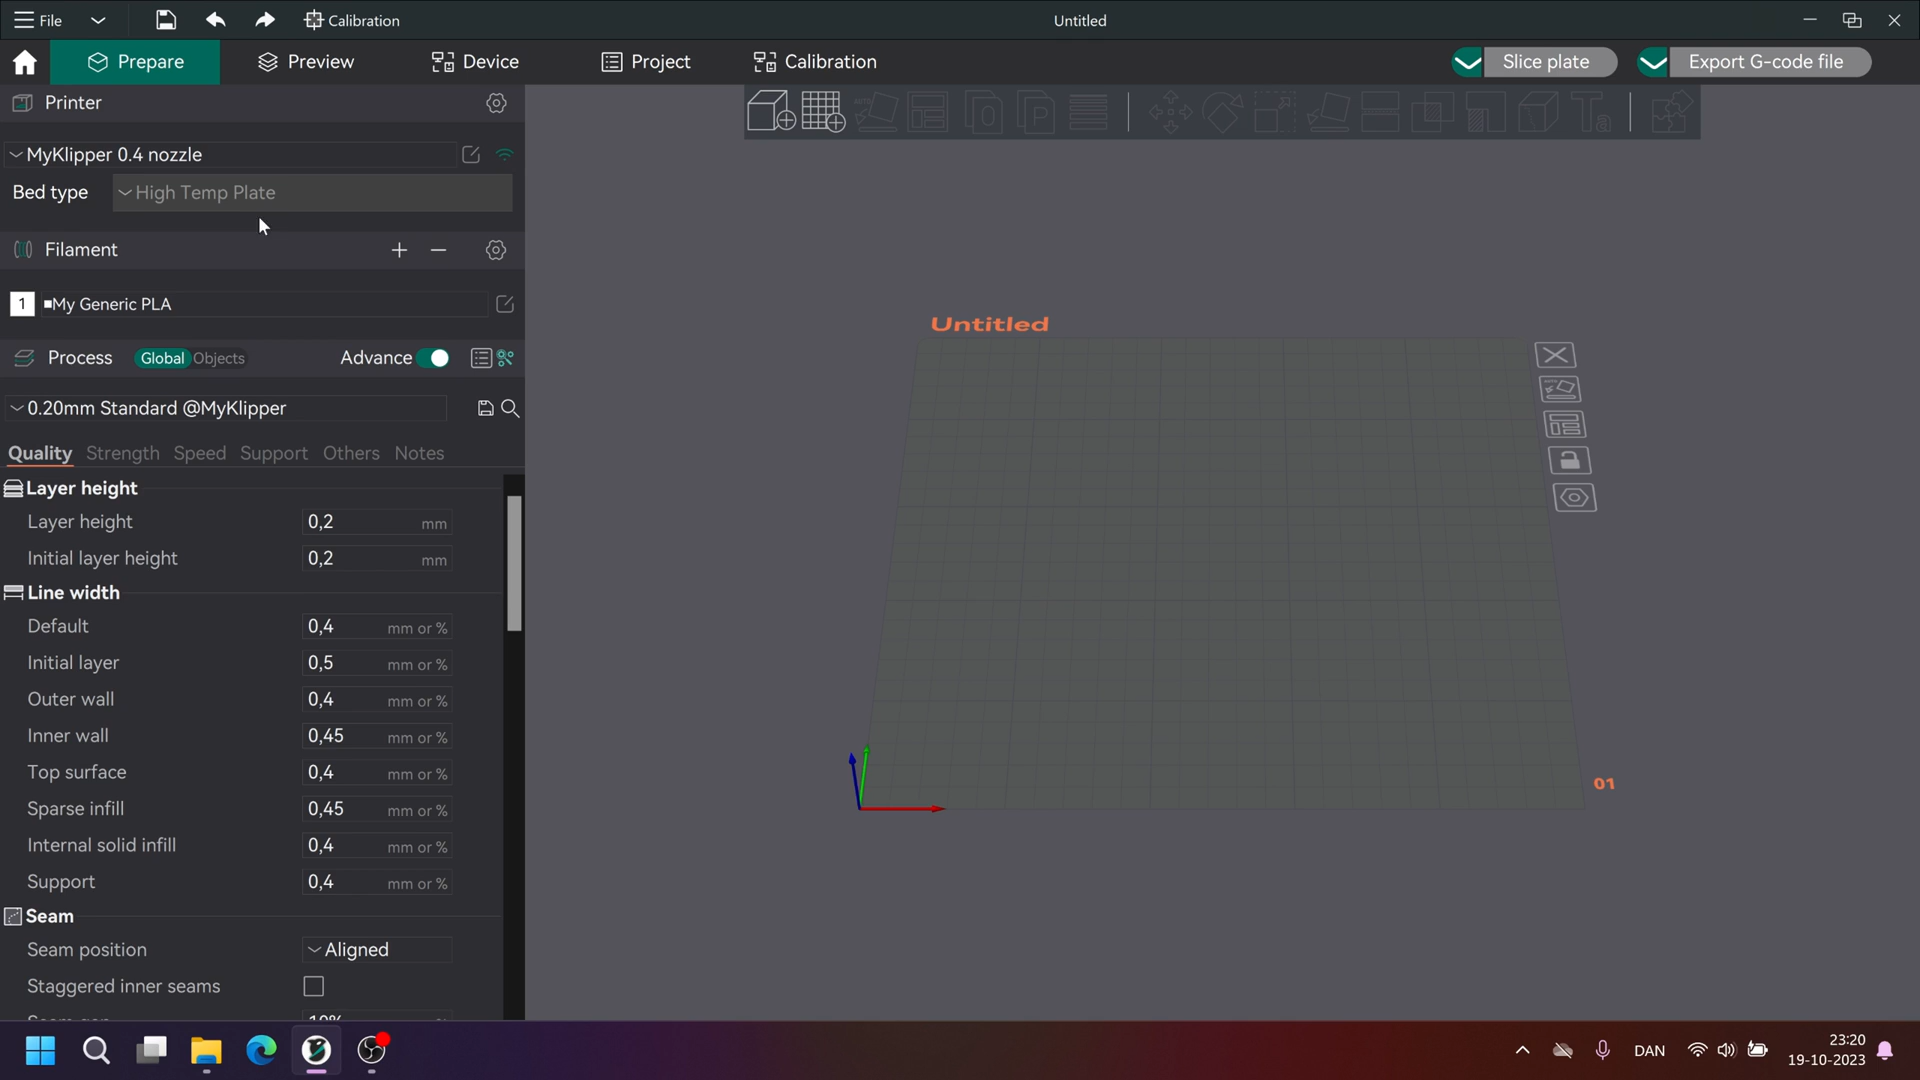 File
Calibration
Untitled
Prepare
Preview
Device
Project
Calibration
Slice plate
Export G-code file
Printer
MyKlipper 0.4 nozzle
Bed type
High Temp Plate
Filament
1
My Generic PLA
Process
Global
Objects
Advance
0.20mm Standard @MyKlipper
Quality
Strength
Speed
Support
Others
Notes
Layer height
Layer height 0,2 mm
Initial layer height 0,2 mm
Line width
Default 0,4 mm or %
Initial layer 0,5 mm or %
Outer wall 0,4 mm or %
Inner wall 0,45 mm or %
Top surface 0,4 mm or %
Sparse infill 0,45 mm or %
Internal solid infill 0,4 mm or %
Support 0,4 mm or %
Seam
Seam position Aligned
Staggered inner seams
Untitled
01
DAN
23:20
19-10-2023